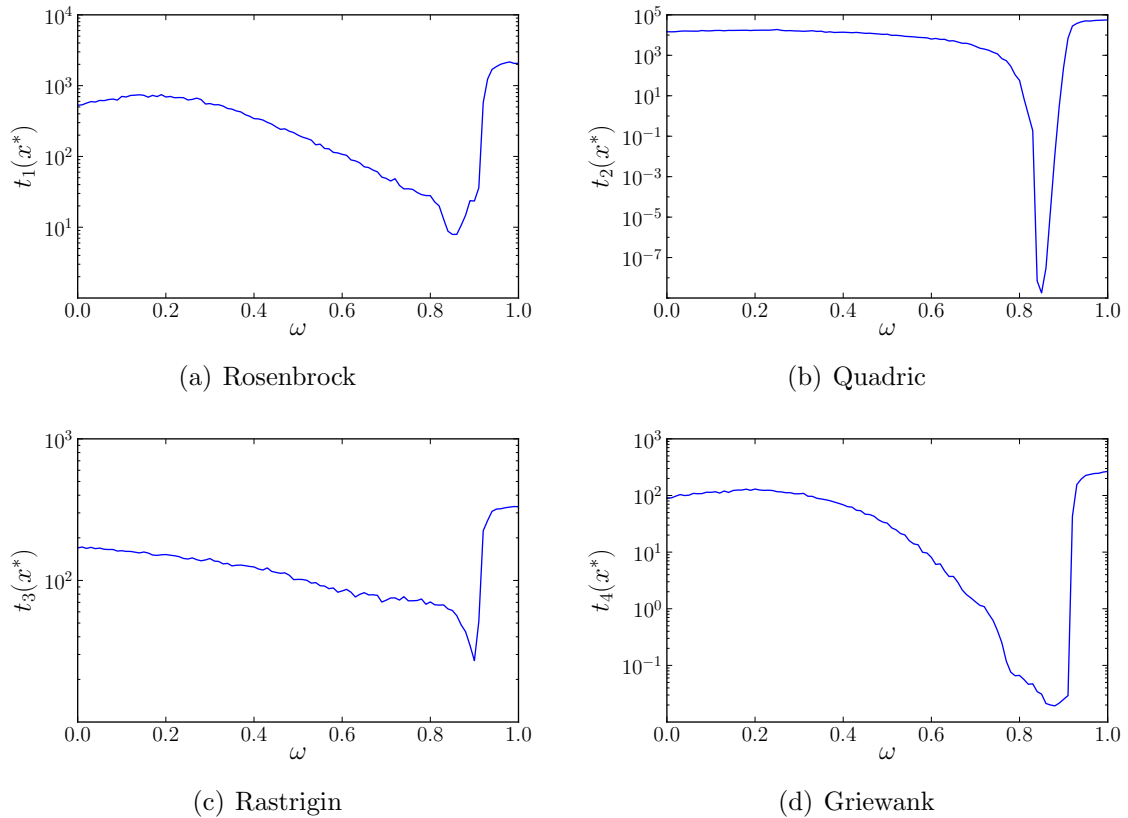 10^4
10^3
10^2
10^1
t_1(x^*)
0.0 0.2 0.4 0.6 0.8 1.0
ω
(a) Rosenbrock
10^5
10^3
10^1
10^{-1}
10^{-3}
10^{-5}
10^{-7}
t_2(x^*)
0.0 0.2 0.4 0.6 0.8 1.0
ω
(b) Quadric
10^3
10^2
t_3(x^*)
0.0 0.2 0.4 0.6 0.8 1.0
ω
(c) Rastrigin
10^3
10^2
10^1
10^0
10^{-1}
t_4(x^*)
0.0 0.2 0.4 0.6 0.8 1.0
ω
(d) Griewank